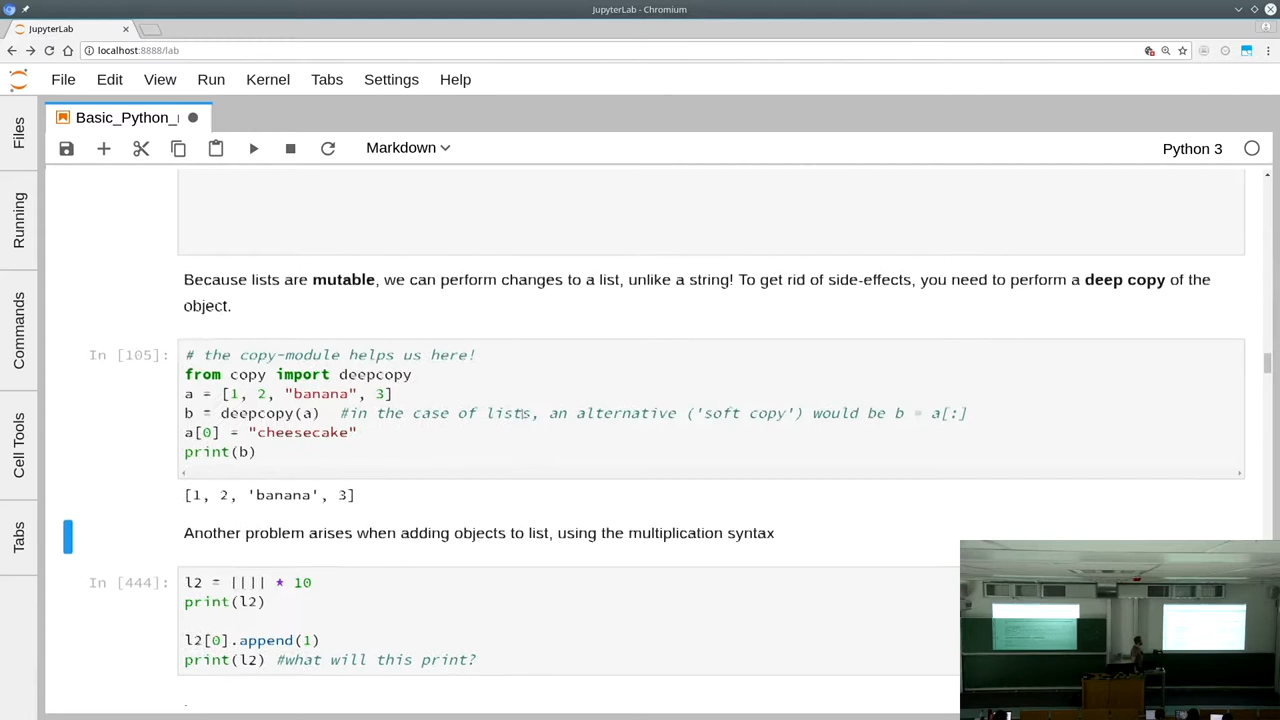 JupyterLab - Chromium
JupyterLab
localhost:8888/lab
File Edit View Run Kernel Tabs Settings Help
Basic_Python_
Markdown
Python 3
Files
Running
Commands
Cell Tools
Tabs
Because lists are mutable, we can perform changes to a list, unlike a string! To get rid of side-effects, you need to perform a deep copy of the
object.
In [105]:
# the copy-module helps us here!
from copy import deepcopy
a = [1, 2, "banana", 3]
b = deepcopy(a) #in the case of lists, an alternative ('soft copy') would be b = a[:]
a[0] = "cheesecake"
print(b)
[1, 2, 'banana', 3]
Another problem arises when adding objects to list, using the multiplication syntax
In [444]:
l2 = [[]] * 10
print(l2)
l2[0].append(1)
print(l2) #what will this print?